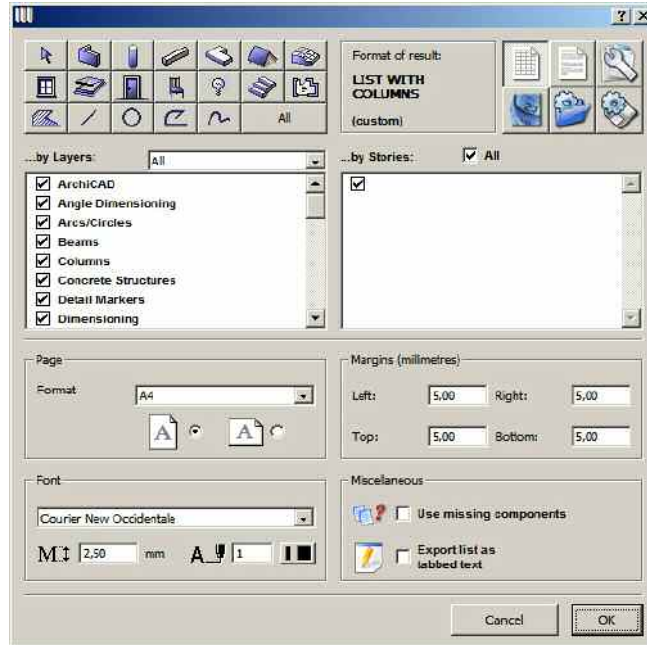 Format of result:
LIST WITH
COLUMNS
(custom)
All
...by Layers:
All
...by Stories:
All
ArchiCAD
Angle Dimensioning
Arcs/Circles
Beams
Columns
Concrete Structures
Detail Markers
Dimensioning
Page
Format
A4
A
A
Margins (milimetres)
Left:
5,00
Right:
5,00
Top:
5,00
Bottom:
5,00
Font
Courier New Occidentale
M
2,50
mm
A
1
Miscelaneous
Use missing components
Export list as
tabbed text
Cancel
OK